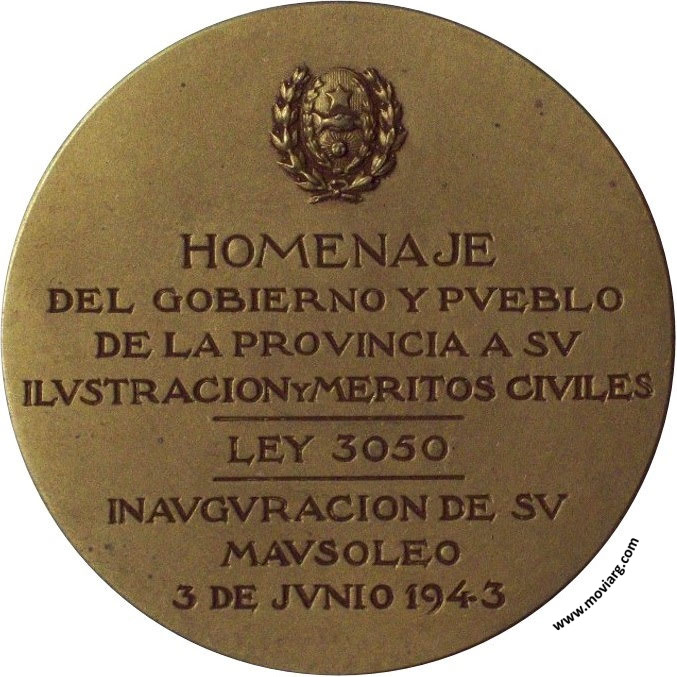 HOMENAJE
DEL GOBIERNO Y PVEBLO
DE LA PROVINCIA A SV
ILVSTRACION Y MERITOS CIVILES
LEY 3050
INAVGVRACION DE SV
MAVSOLEO
3 DE JVNIO 1943
www.moviarg.com